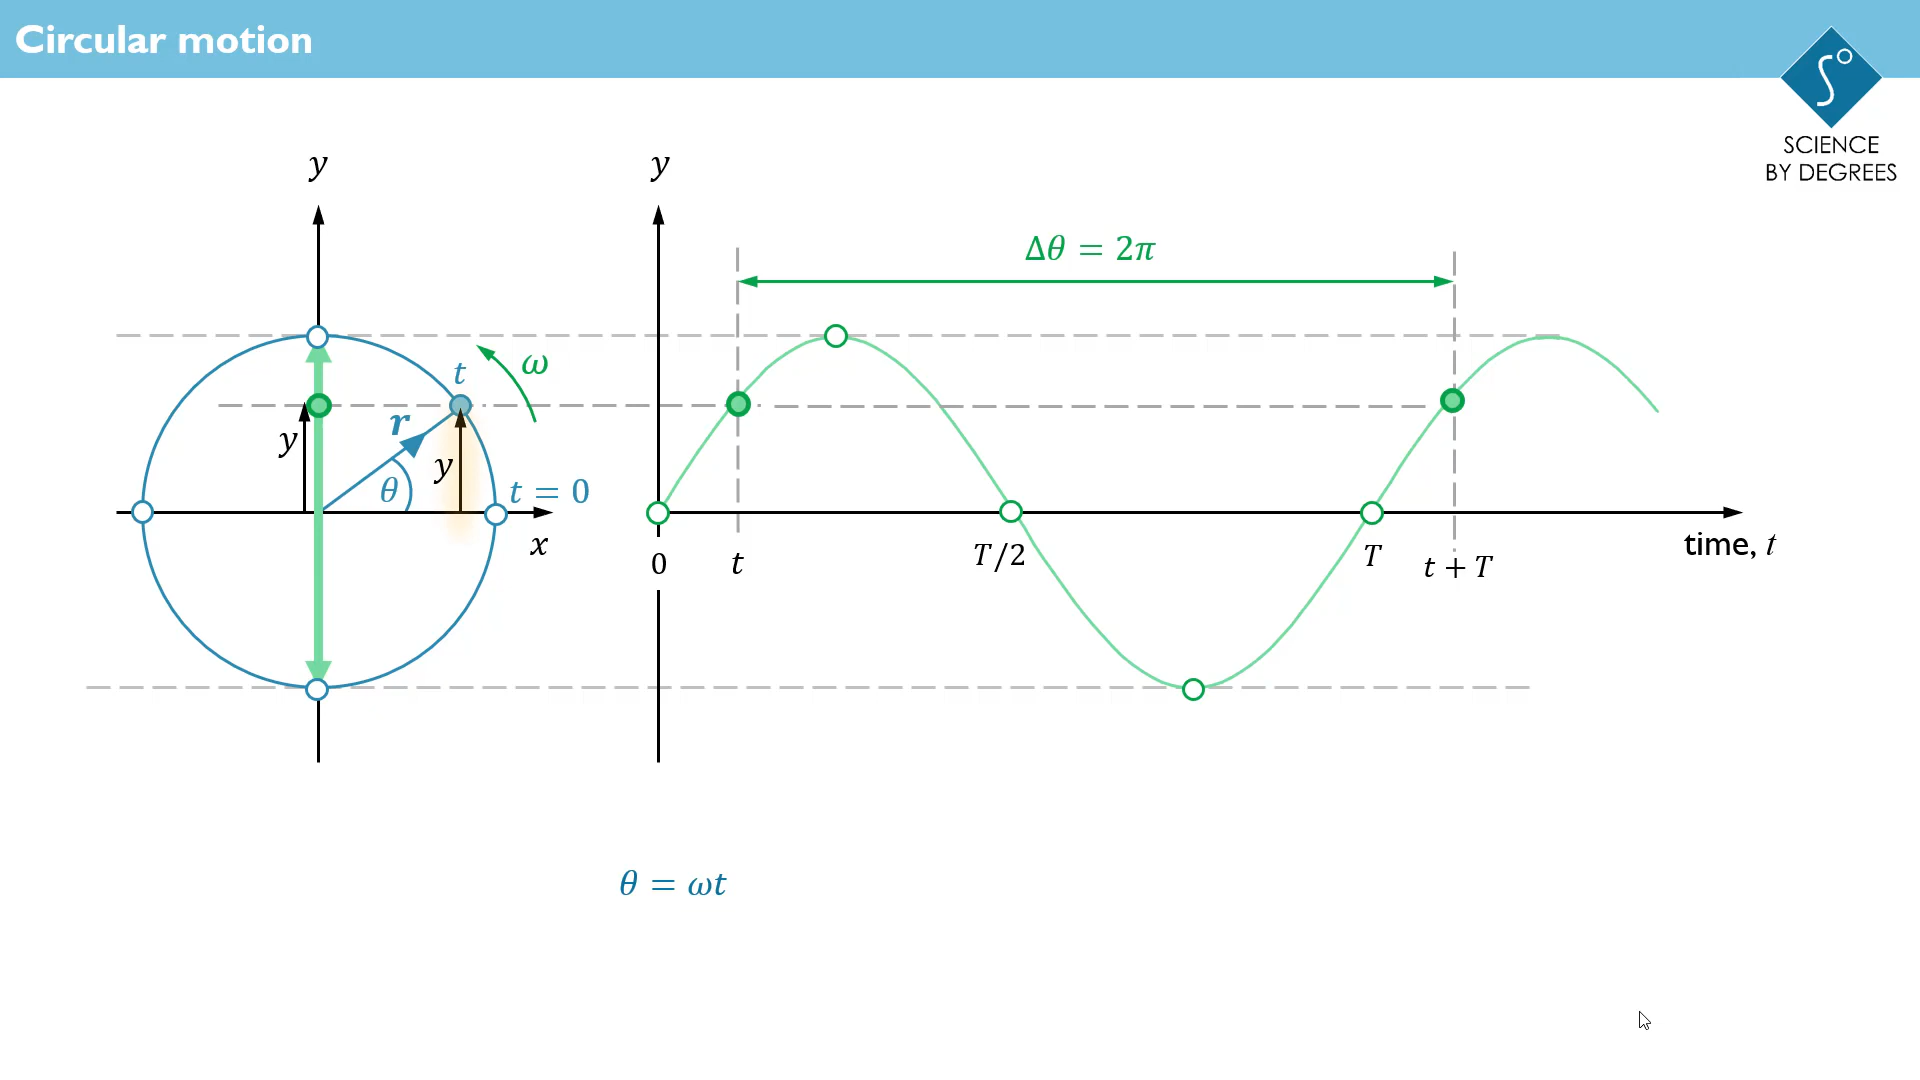 Circular motion
SCIENCE
BY DEGREES
y
y
Δθ = 2π
ω
t
r
y
y
θ
t = 0
x
0
t
T/2
T
t + T
time, t
θ = ωt